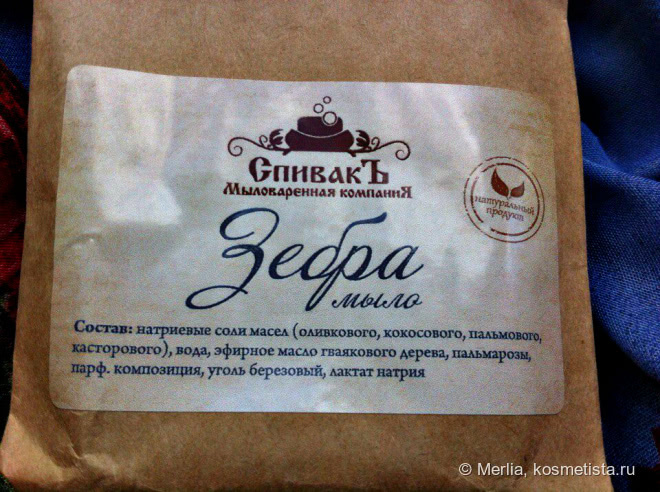 СпивакЪ
Мыловаренная компаниЯ
натуральный
продукт
Зебра
мыло
Состав: натриевые соли масел (оливкового, кокосового, пальмового,
касторового), вода, эфирное масло гваякового дерева, пальмарозы,
парф. композиция, уголь березовый, лактат натрия
© Merlia, kosmetista.ru